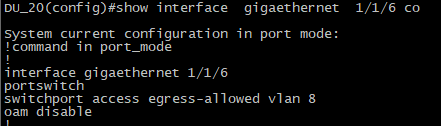 DU_20(config)#show interface  gigaethernet  1/1/6 co
System current configuration in port mode:
!command in port_mode
!
interface gigaethernet 1/1/6
portswitch
switchport access egress-allowed vlan 8
oam disable
!